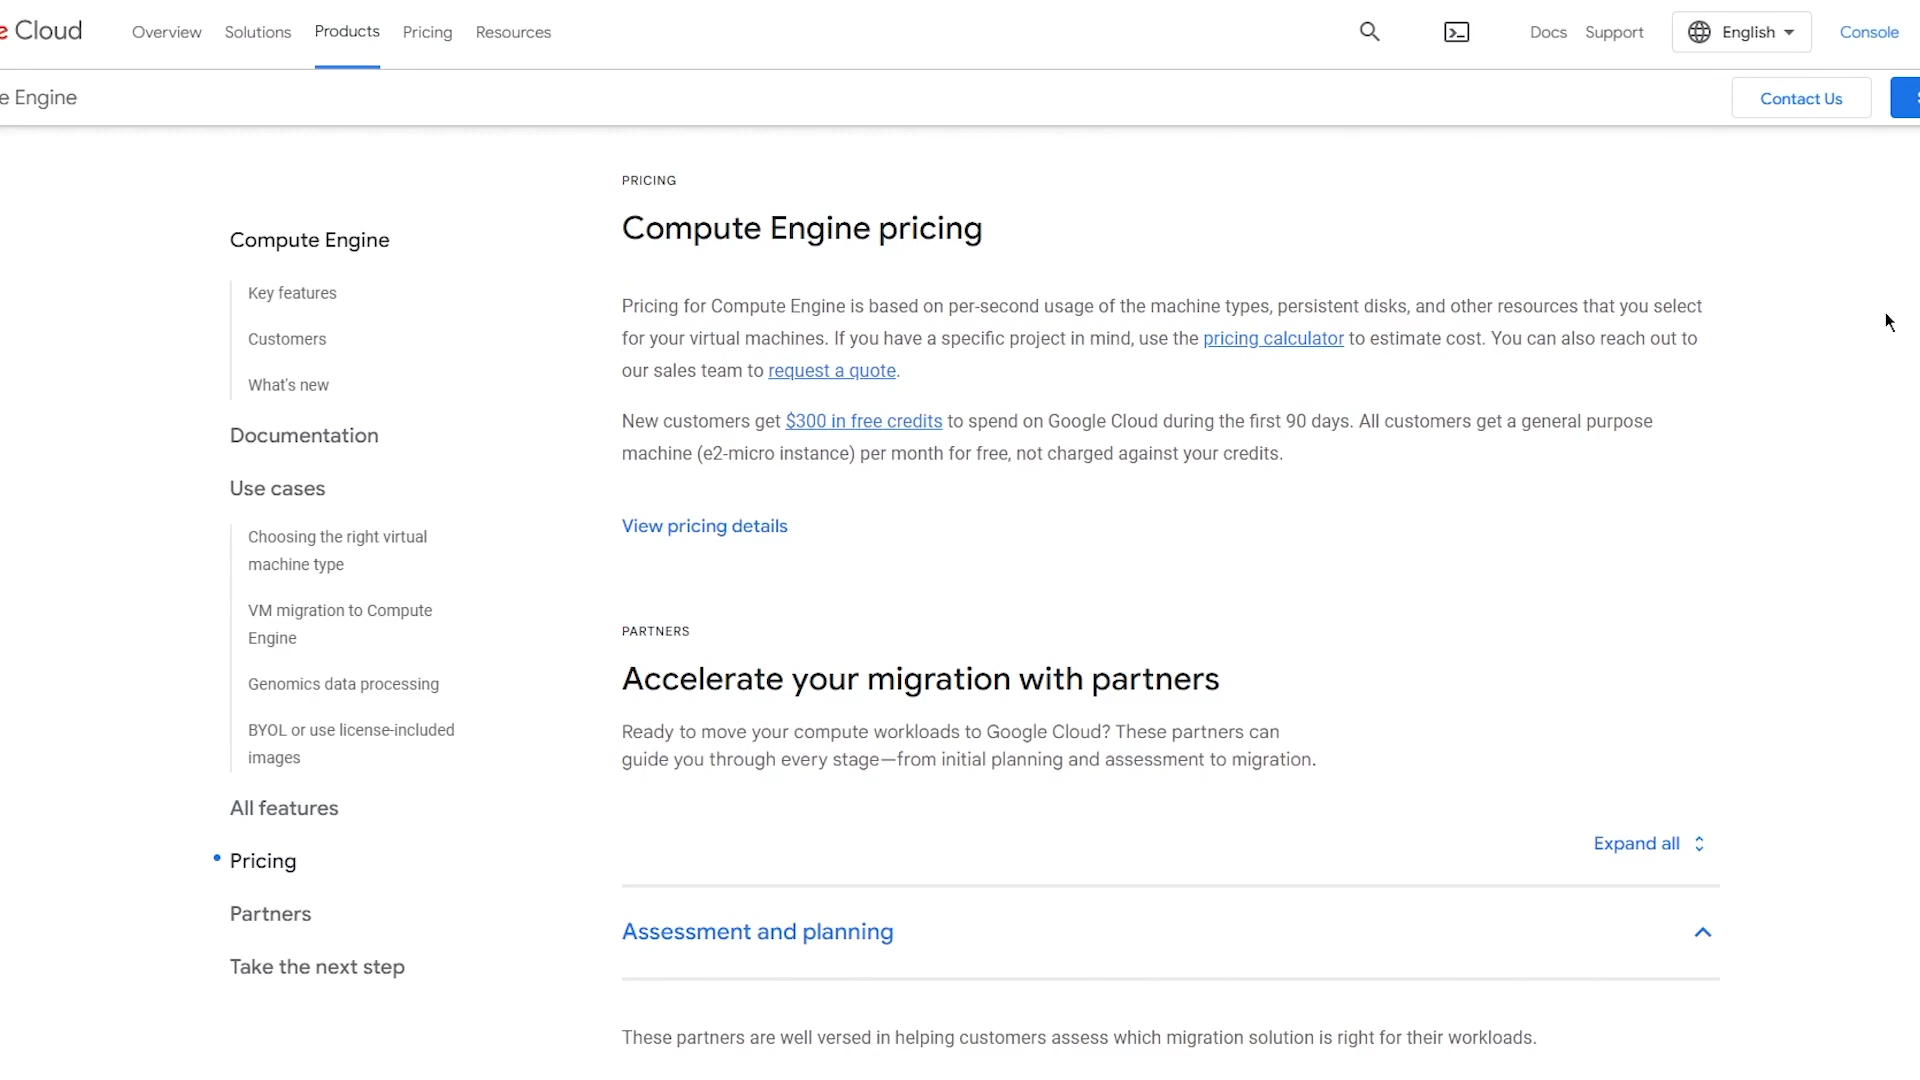 e Cloud
Overview
Solutions
Products
Pricing
Resources
Docs
Support
English
Console
e Engine
Contact Us
Compute Engine
Key features
Customers
What's new
Documentation
Use cases
Choosing the right virtual
machine type
VM migration to Compute
Engine
Genomics data processing
BYOL or use license-included
images
All features
Pricing
Partners
Take the next step
PRICING
Compute Engine pricing
Pricing for Compute Engine is based on per-second usage of the machine types, persistent disks, and other resources that you select
for your virtual machines. If you have a specific project in mind, use the pricing calculator to estimate cost. You can also reach out to
our sales team to request a quote.
New customers get $300 in free credits to spend on Google Cloud during the first 90 days. All customers get a general purpose
machine (e2-micro instance) per month for free, not charged against your credits.
View pricing details
PARTNERS
Accelerate your migration with partners
Ready to move your compute workloads to Google Cloud? These partners can
guide you through every stage—from initial planning and assessment to migration.
Expand all
Assessment and planning
These partners are well versed in helping customers assess which migration solution is right for their workloads.